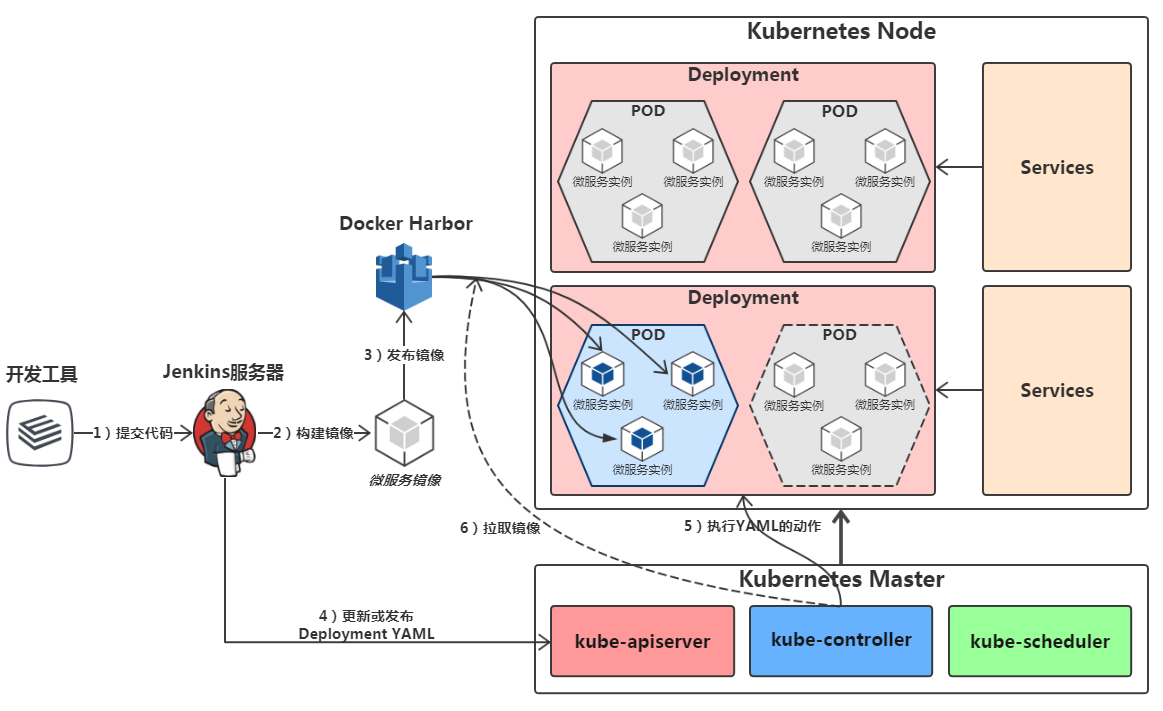 Kubernetes Node
Deployment
POD
POD
微服务实例
微服务实例
微服务实例
微服务实例
微服务实例
微服务实例
Services
Docker Harbor
Deployment
POD
POD
微服务实例
微服务实例
微服务实例
微服务实例
微服务实例
微服务实例
Services
3）发布镜像
开发工具
Jenkins服务器
1）提交代码
2）构建镜像
微服务镜像
6）拉取镜像
5）执行YAML的动作
Kubernetes Master
4）更新或发布
Deployment YAML
kube-apiserver
kube-controller
kube-scheduler